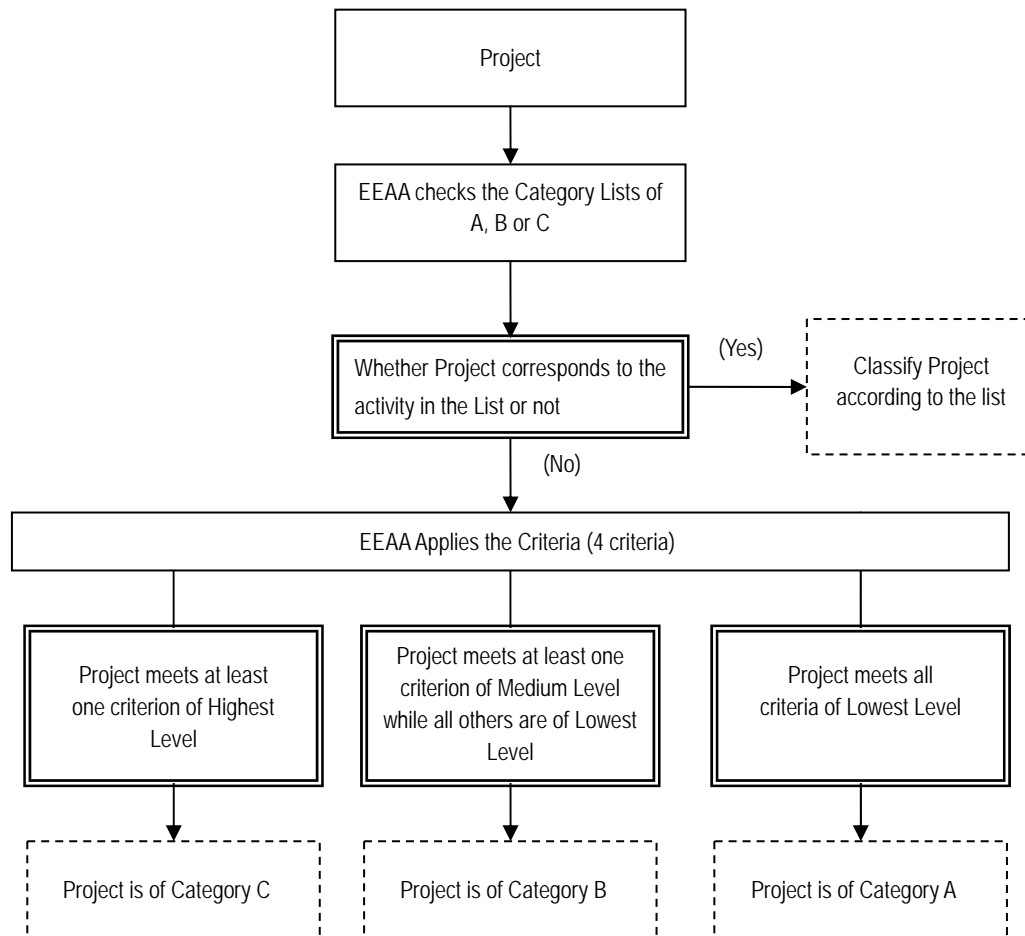 Project
EEAA checks the Category Lists of
A, B or C
Whether Project corresponds to the
activity in the List or not
(Yes)
Classify Project
according to the list
(No)
EEAA Applies the Criteria (4 criteria)
Project meets at least
one criterion of Highest
Level
Project meets at least one
criterion of Medium Level
while all others are of Lowest
Level
Project meets all
criteria of Lowest Level
Project is of Category C
Project is of Category B
Project is of Category A